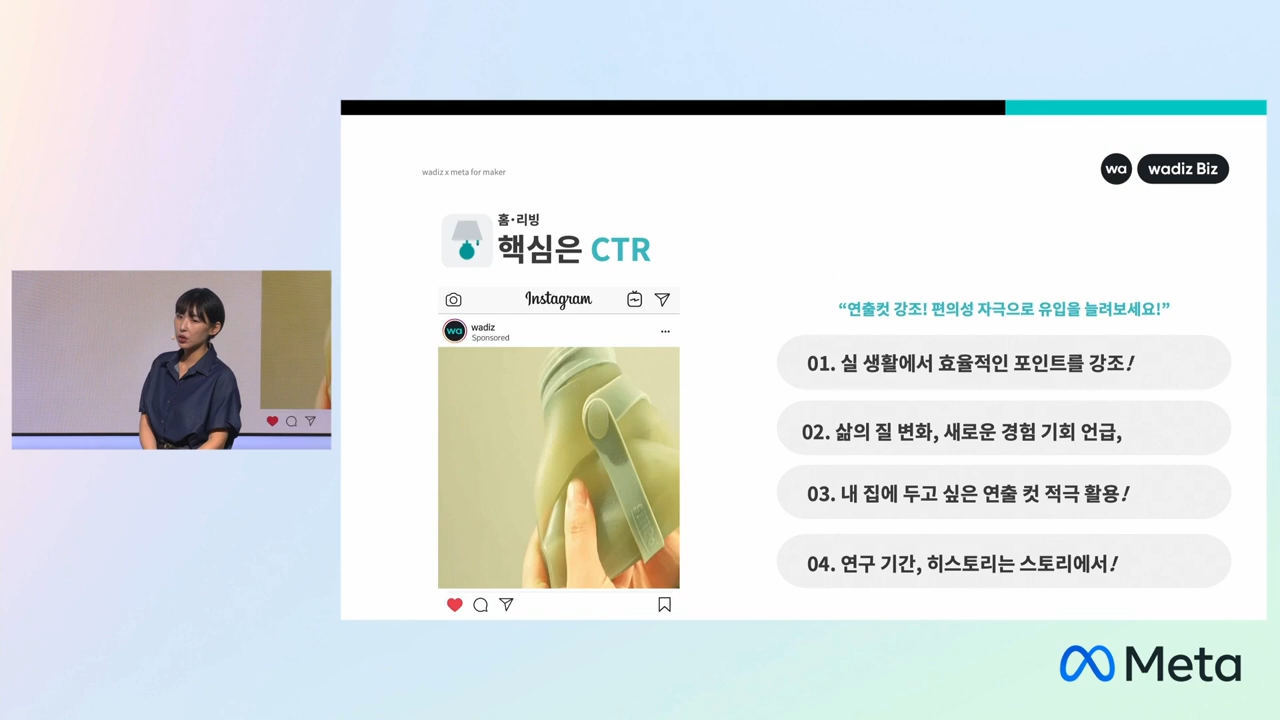 wadiz x meta for maker
wa wadiz Biz
홈·리빙
핵심은 CTR
Instagram
wa wadiz
Sponsored
“연출컷 강조! 편의성 자극으로 유입을 늘려보세요!”
01. 실 생활에서 효율적인 포인트를 강조!
02. 삶의 질 변화, 새로운 경험 기회 언급,
03. 내 집에 두고 싶은 연출 컷 적극 활용!
04. 연구 기간, 히스토리는 스토리에서!
Meta